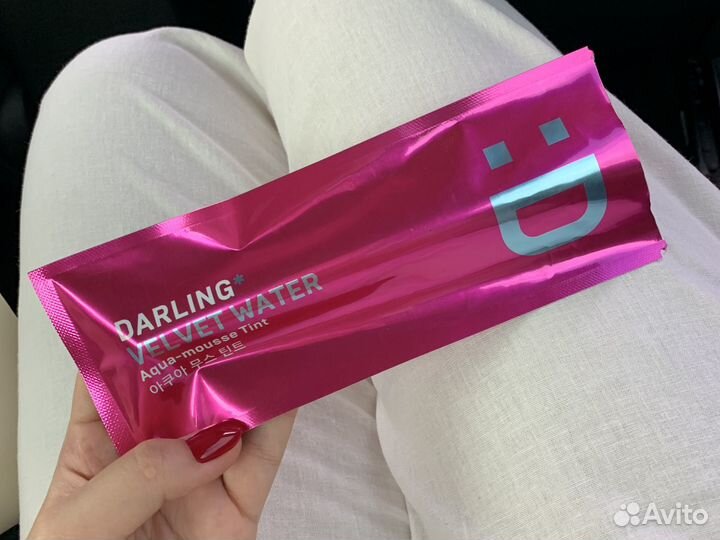 DARLING*
VELVET WATER
Aqua-mousse Tint
아쿠아 무스 틴트
:D
Avito